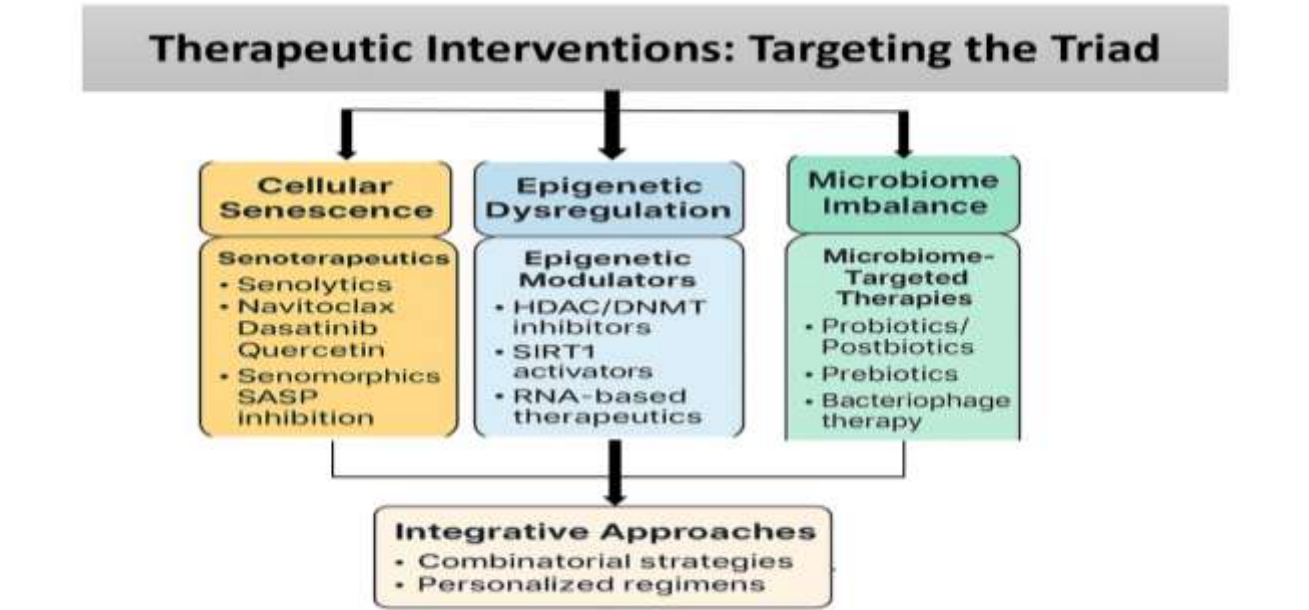 Therapeutic Interventions: Targeting the Triad
Cellular
Senescence
Senoterapeutics
• Senolytics
• Navitoclax
Dasatinib
Quercetin
• Senomorphics
SASP
inhibition
Epigenetic
Dysregulation
Epigenetic
Modulators
• HDAC/DNMT
inhibitors
• SIRT1
activators
• RNA-based
therapeutics
Microbiome
Imbalance
Microbiome-
Targeted
Therapies
• Probiotics/
Postbiotics
• Prebiotics
• Bacteriophage
therapy
Integrative Approaches
• Combinatorial strategies
• Personalized regimens